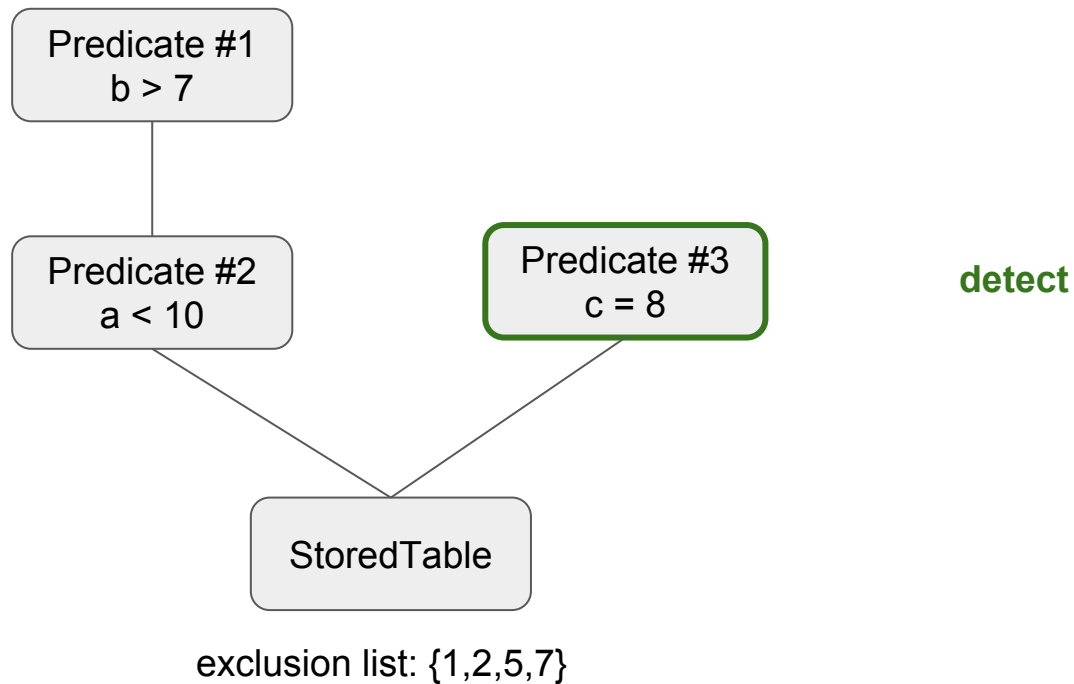 Predicate #1
b > 7
Predicate #2
a < 10
Predicate #3
c = 8
detect
StoredTable
exclusion list: {1,2,5,7}